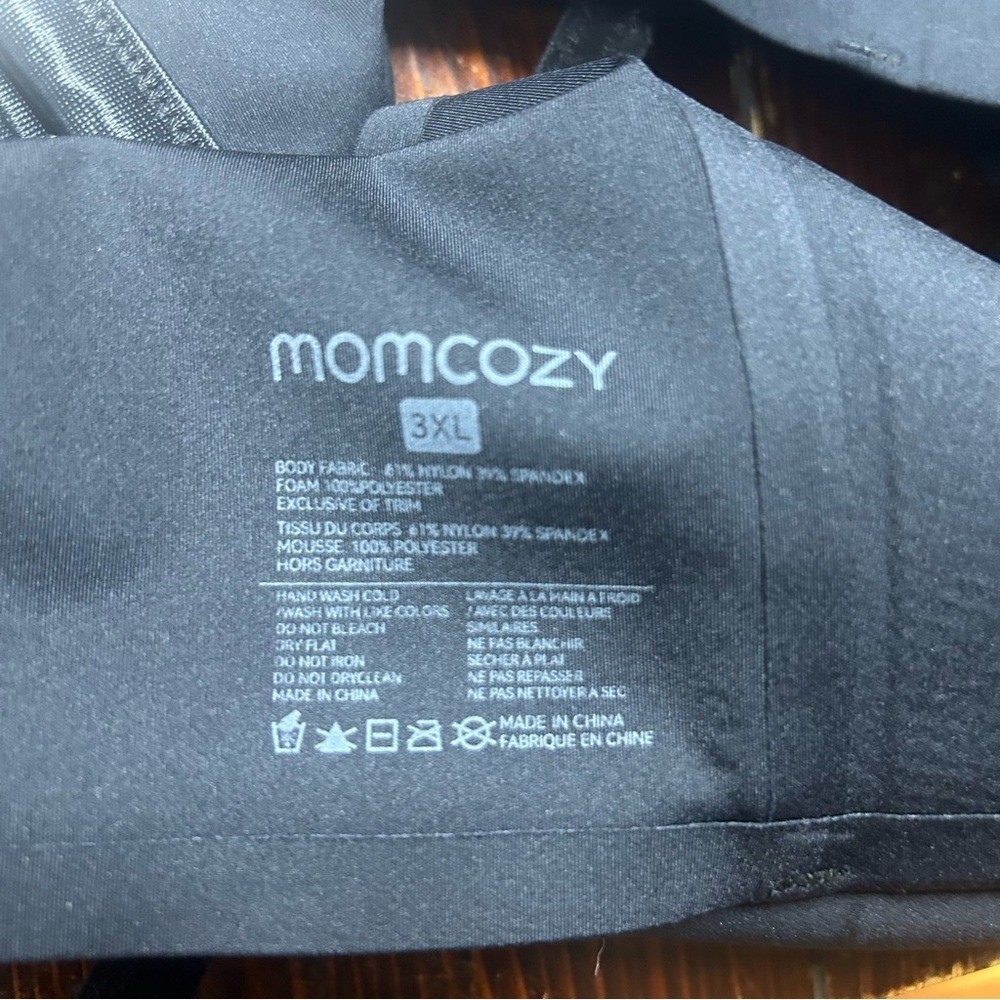 momcozy
3XL
BODY FABRIC 61% NYLON 39% SPANDEX
FOAM 100%POLYESTER
EXCLUSIVE OF TRIM
TISSU DU CORPS 61% NYLON 39% SPANDEX
MOUSSE 100% POLYESTER
HORS GARNITURE
HAND WASH COLD
/WASH WITH LIKE COLORS
DO NOT BLEACH
DRY FLAT
DO NOT IRON
DO NOT DRYCLEAN
MADE IN CHINA
LAVAGE À LA MAIN A FROID
/AVEC DES COULEURS
SIMILAIRES
NE PAS BLANCHIR
SECHER A PLAT
NE PAS REPASSER
NE PAS NETTOYER A SEC
MADE IN CHINA
FABRIQUE EN CHINE